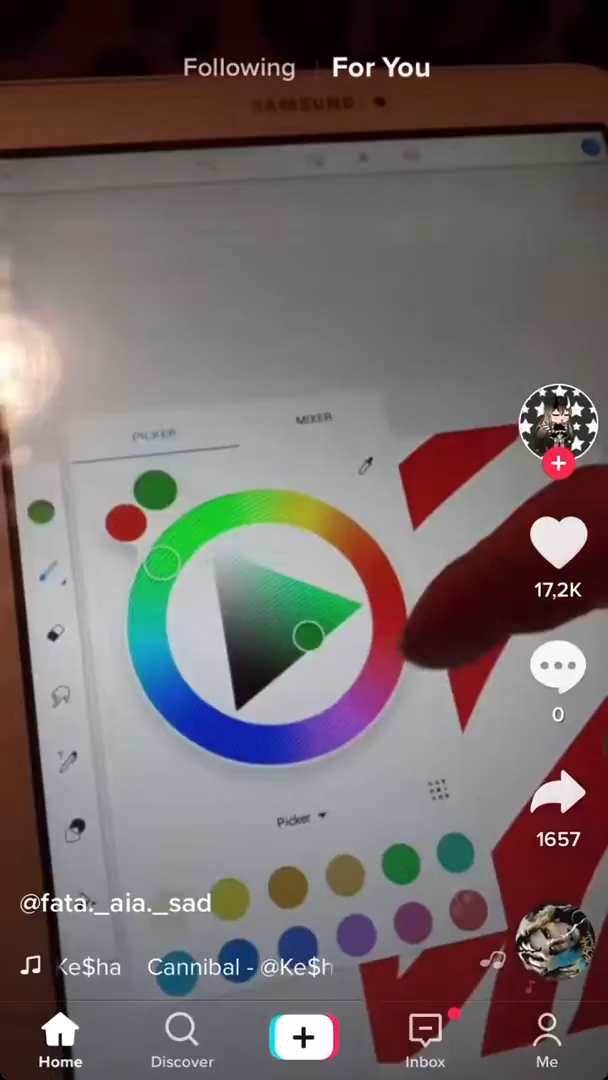 Following
For You
SAMSUNG
PICKER
MIXER
17,2K
0
Picker
1657
@fata._aia._sad
Ke$ha Cannibal - @Ke$h
Home
Discover
Inbox
Me